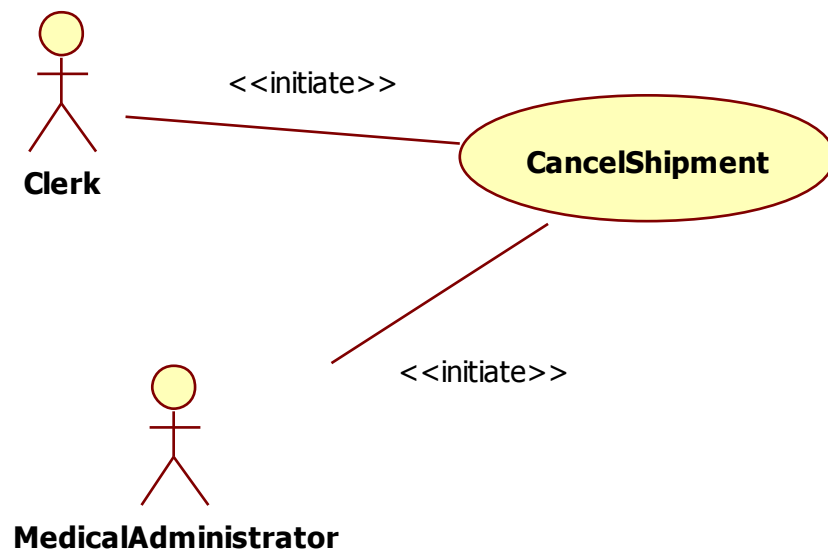 <<initiate>>
CancelShipment
Clerk
<<initiate>>
MedicalAdministrator